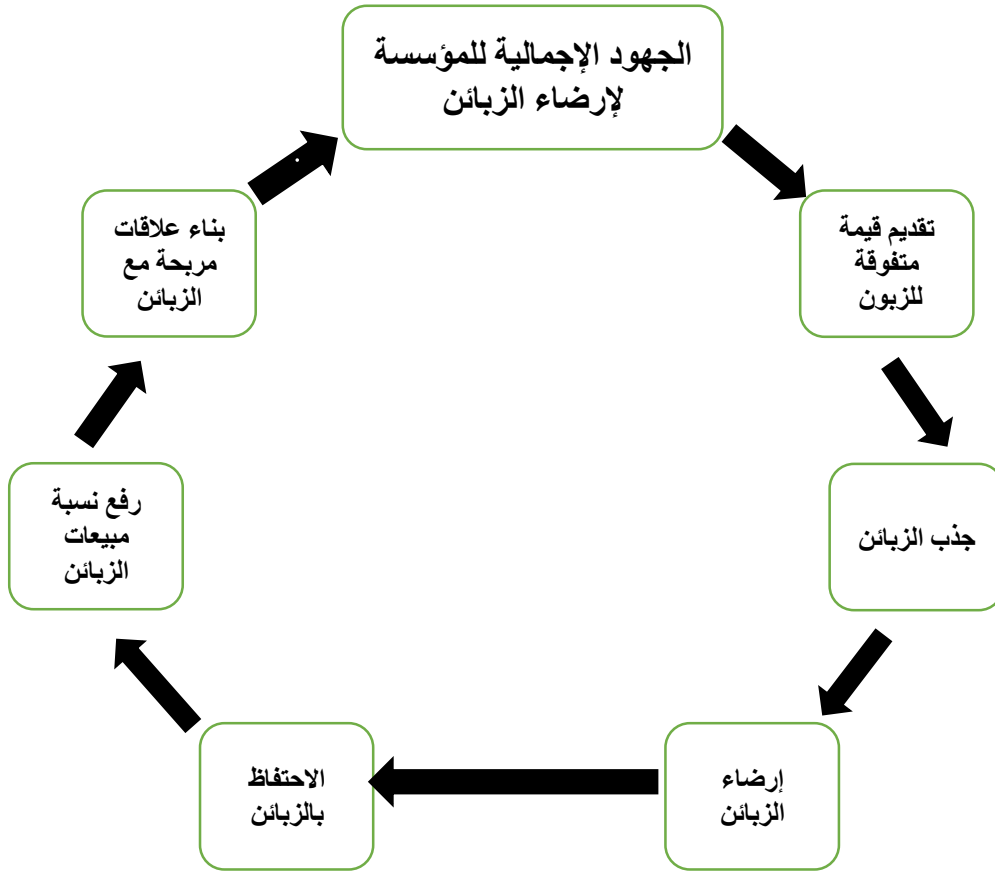 الجهود الإجمالية للمؤسسة
لإرضاء الزبائن
تقديم قيمة
متفوقة
للزبون
جذب الزبائن
إرضاء
الزبائن
الاحتفاظ
بالزبائن
رفع نسبة
مبيعات
الزبائن
بناء علاقات
مربحة مع
الزبائن